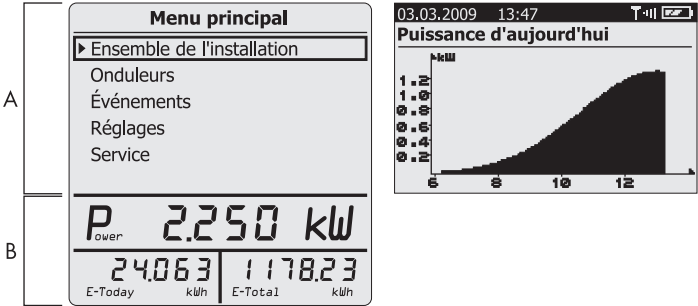 A
B
Menu principal
Ensemble de l'installation
Onduleurs
Événements
Réglages
Service
Power 2.250 kW
24.063 1178.23
E-Today kWh E-Total kWh
03.03.2009 13:47
Puissance d'aujourd'hui
kW
1.2
1.0
0.8
0.6
0.4
0.2
6 8 10 12